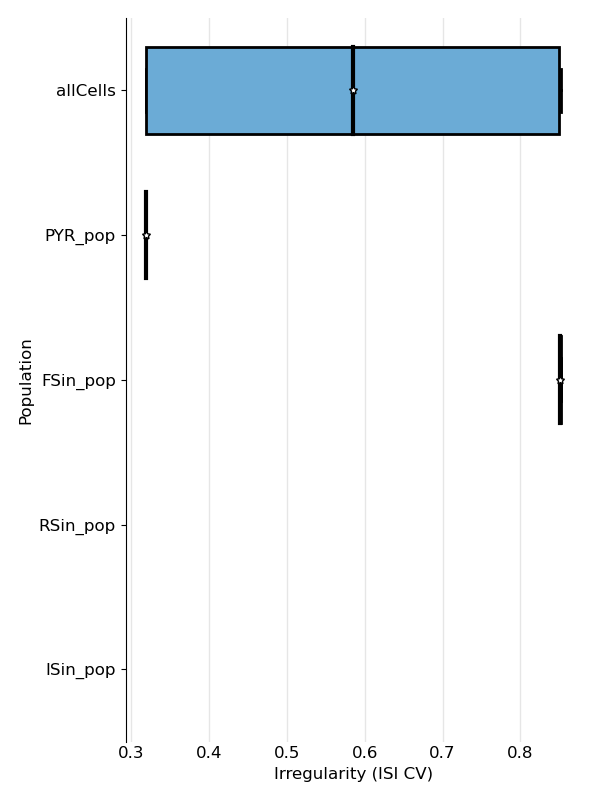 allCells
PYR_pop
FSin_pop
RSin_pop
ISin_pop
Population
0.3 0.4 0.5 0.6 0.7 0.8
Irregularity (ISI CV)